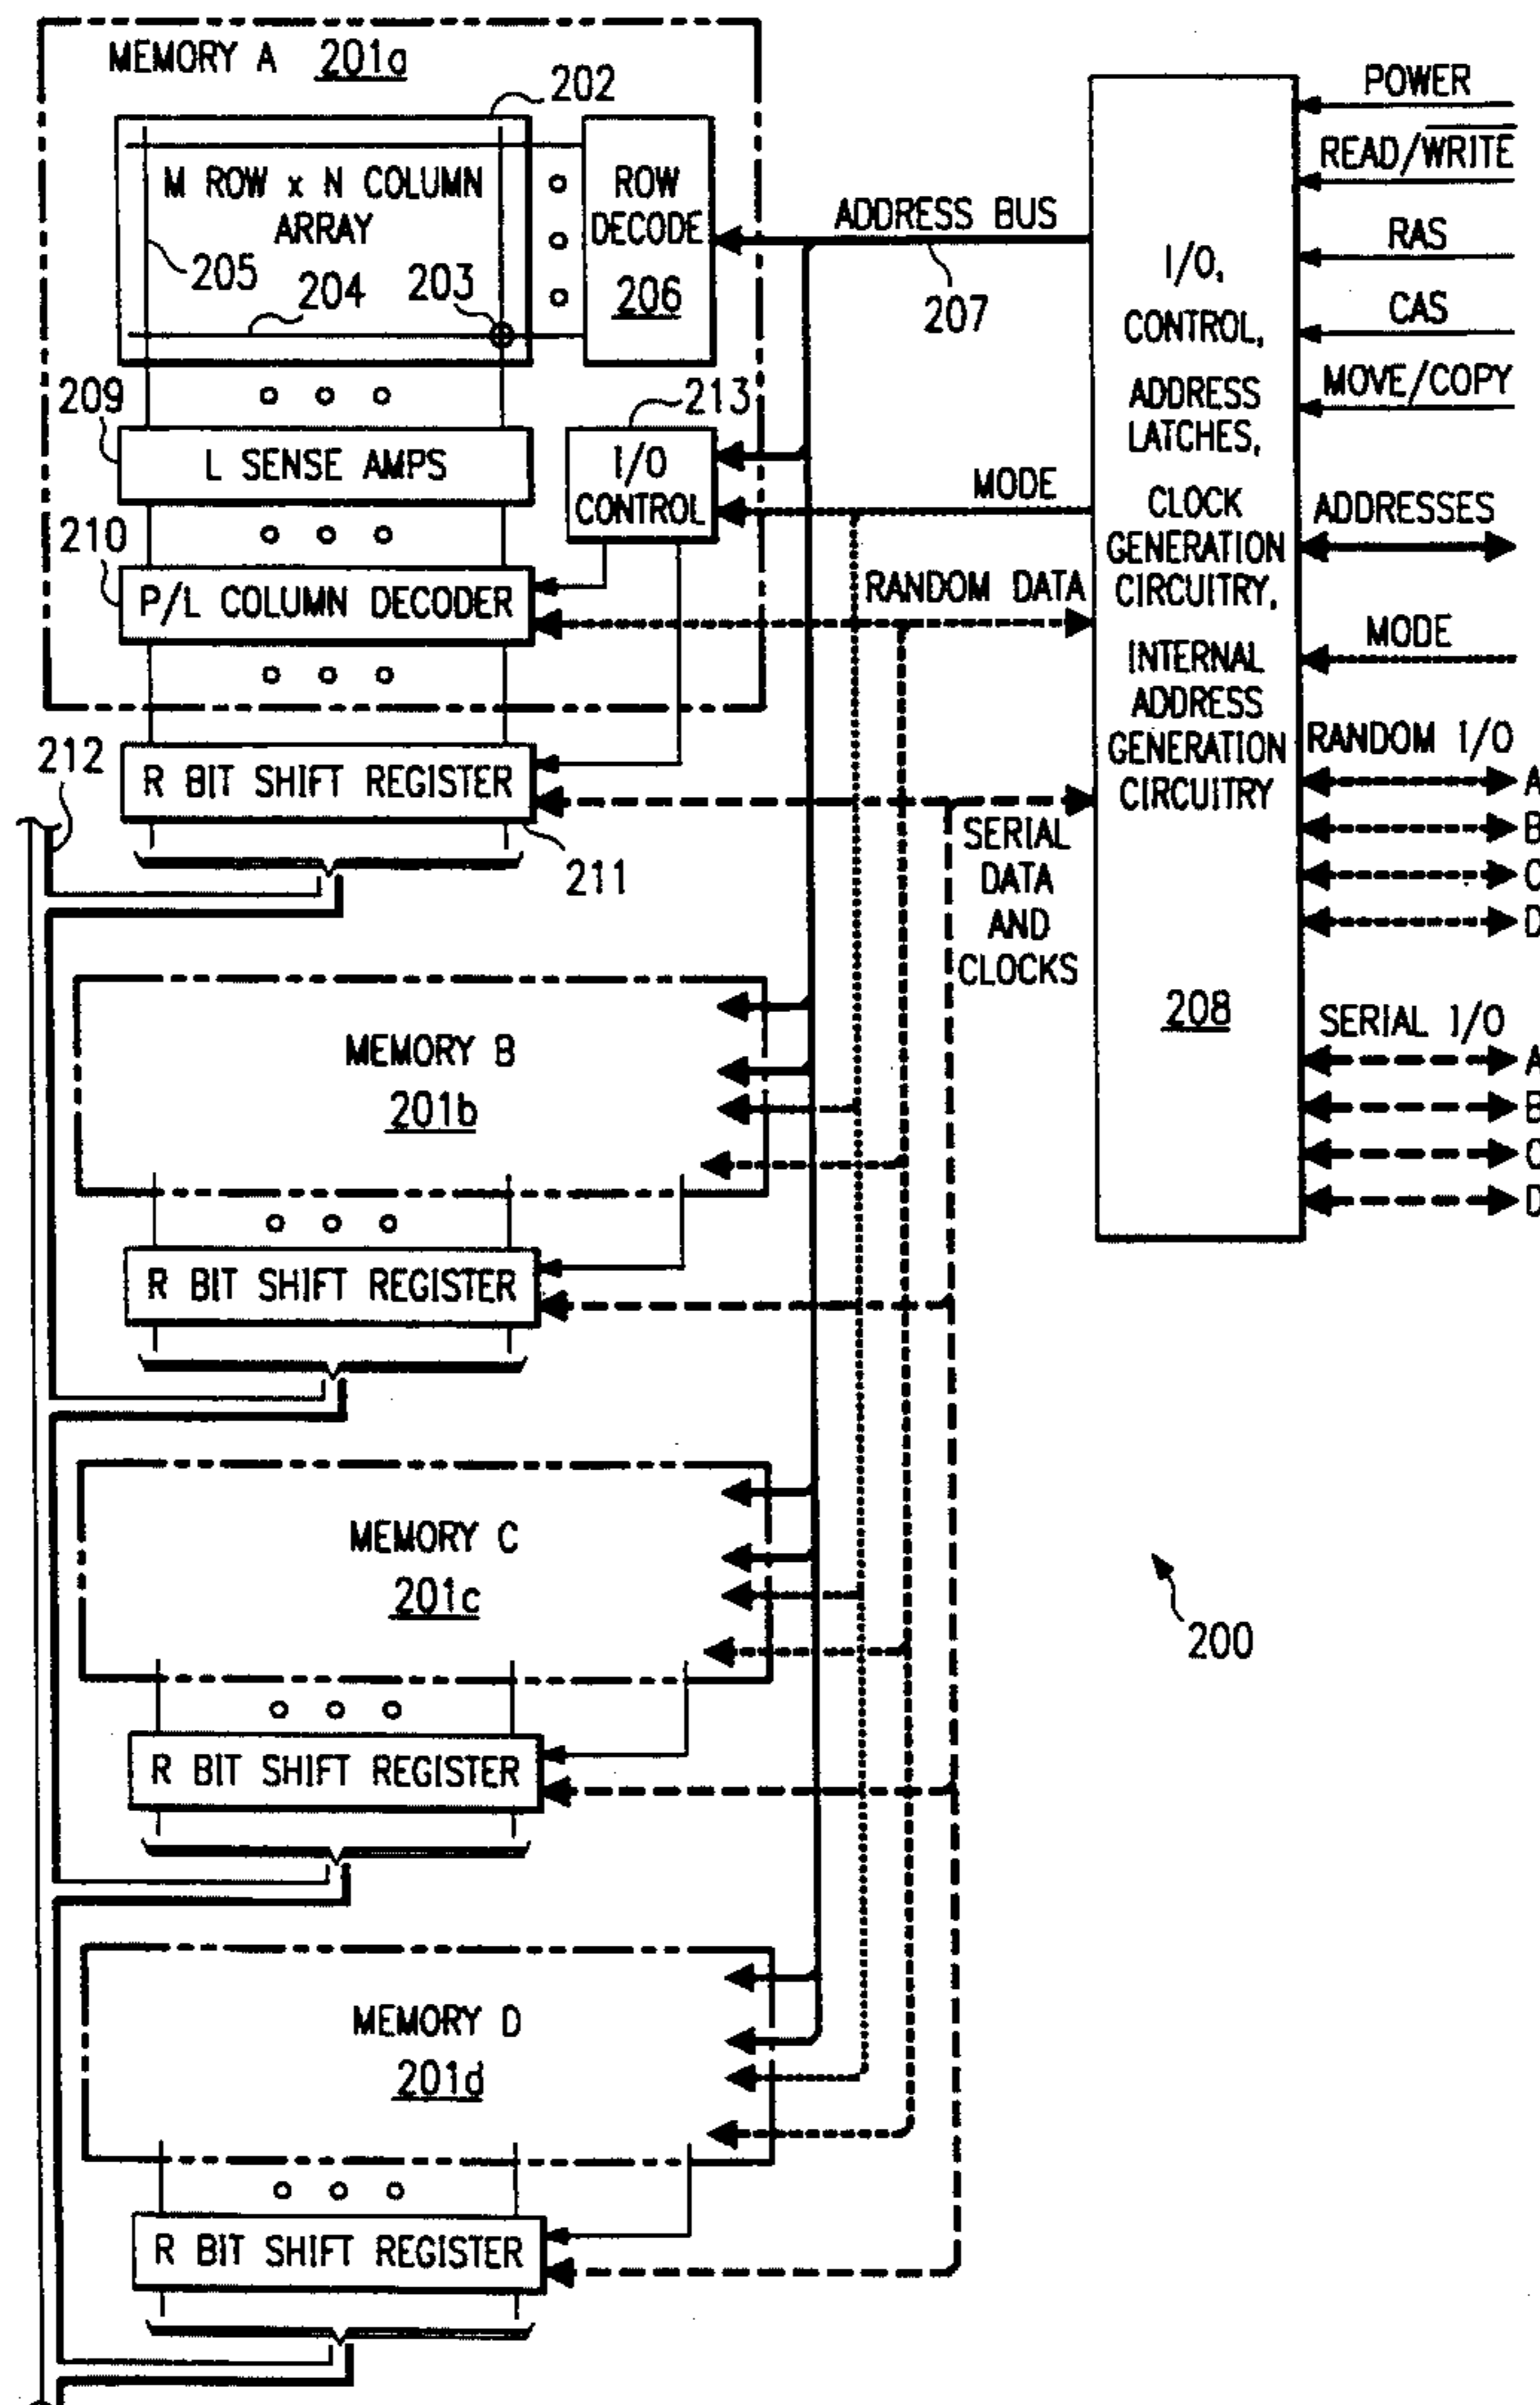 MEMORY A 201a
202
M ROW x N COLUMN
ARRAY
205
204
203
ROW
DECODE
206
ADDRESS BUS
207
209
L SENSE AMPS
213
I/O
CONTROL
MODE
210
P/L COLUMN DECODER
RANDOM DATA
212
R BIT SHIFT REGISTER
211
SERIAL
DATA
AND
CLOCKS
I/O,
CONTROL,
ADDRESS
LATCHES,
CLOCK
GENERATION
CIRCUITRY,
INTERNAL
ADDRESS
GENERATION
CIRCUITRY
208
POWER
READ/WRITE
RAS
CAS
MOVE/COPY
ADDRESSES
MODE
RANDOM I/O
A
B
C
D
SERIAL I/O
A
B
C
D
MEMORY B
201b
R BIT SHIFT REGISTER
MEMORY C
201c
R BIT SHIFT REGISTER
200
MEMORY D
201d
R BIT SHIFT REGISTER